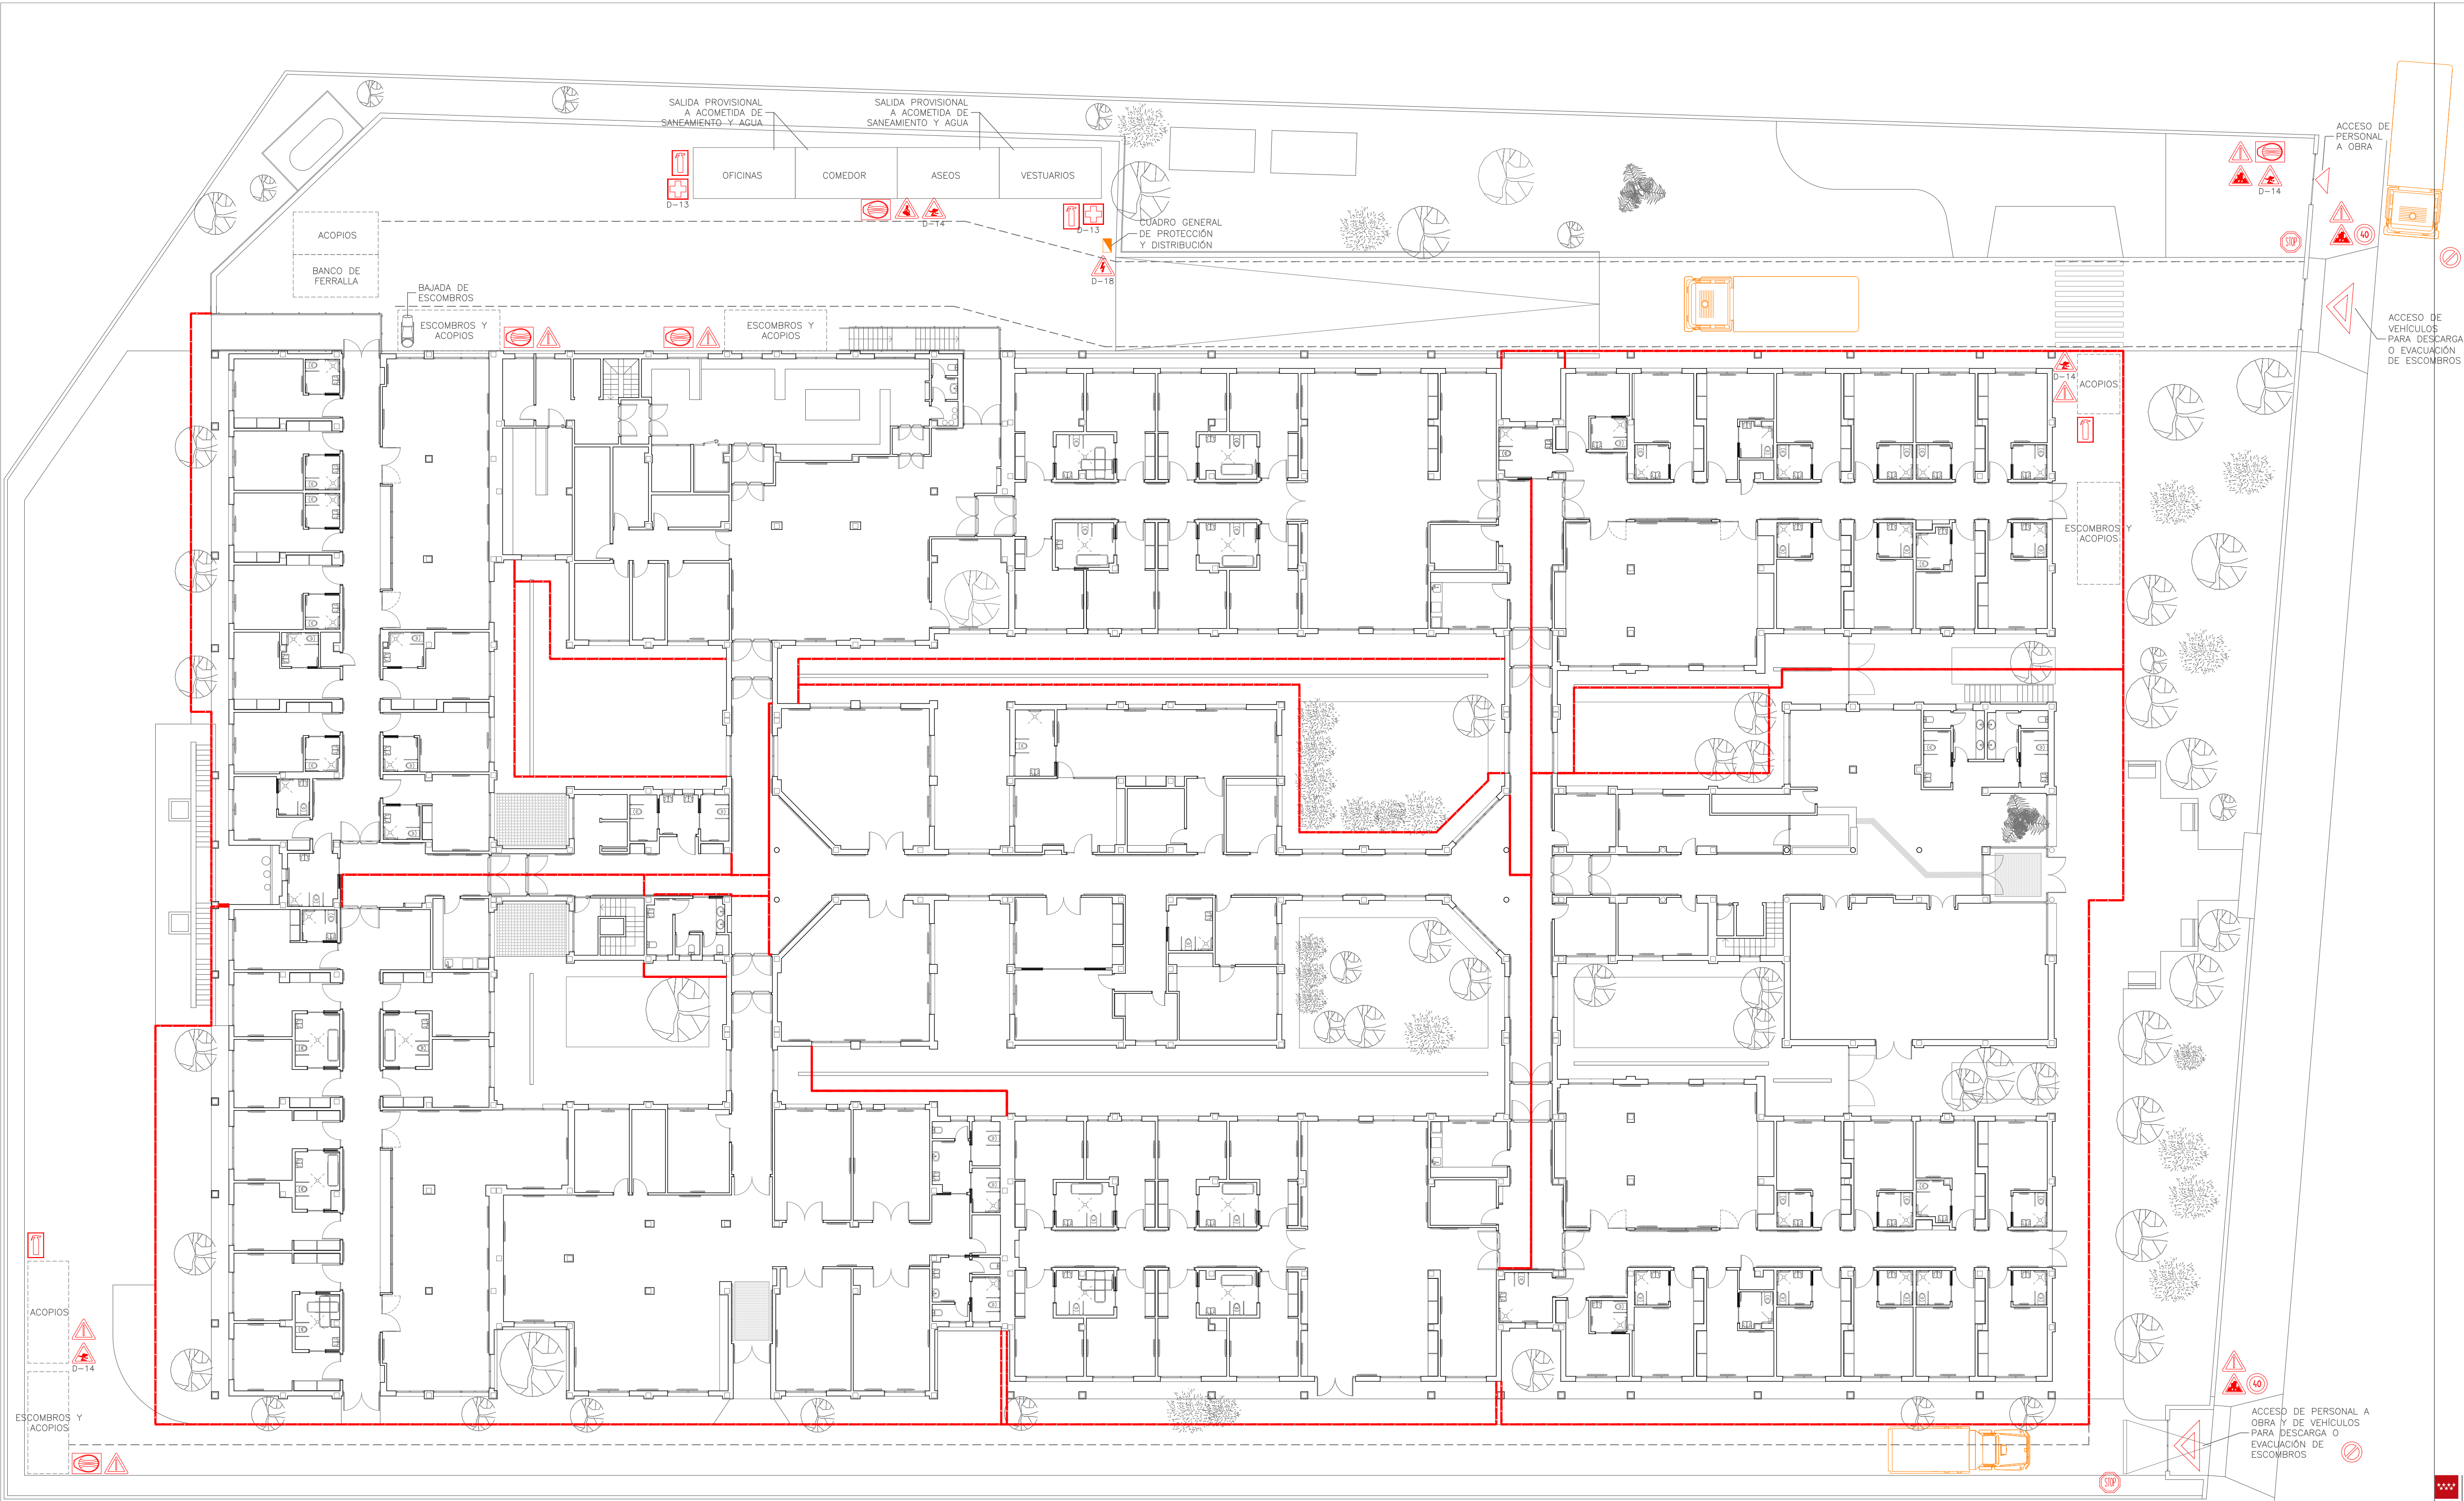 SALIDA PROVISIONAL
A ACOMETIDA DE
SANEAMIENTO Y AGUA
SALIDA PROVISIONAL
A ACOMETIDA DE
SANEAMIENTO Y AGUA
OFICINAS
COMEDOR
ASEOS
VESTUARIOS
D-13
D-14
D-13
CUADRO GENERAL
DE PROTECCIÓN
Y DISTRIBUCIÓN
D-18
ACCESO DE
PERSONAL
A OBRA
D-14
STOP
40
ACCESO DE
VEHÍCULOS
PARA DESCARGA
O EVACUACIÓN
DE ESCOMBROS
ACOPIOS
BANCO DE
FERRALLA
BAJADA DE
ESCOMBROS
ESCOMBROS Y
ACOPIOS
ESCOMBROS Y
ACOPIOS
D-14
ACOPIOS
ESCOMBROS Y
ACOPIOS
ACOPIOS
D-14
ESCOMBROS Y
ACOPIOS
40
ACCESO DE PERSONAL A
OBRA Y DE VEHÍCULOS
PARA DESCARGA O
EVACUACIÓN DE
ESCOMBROS
STOP